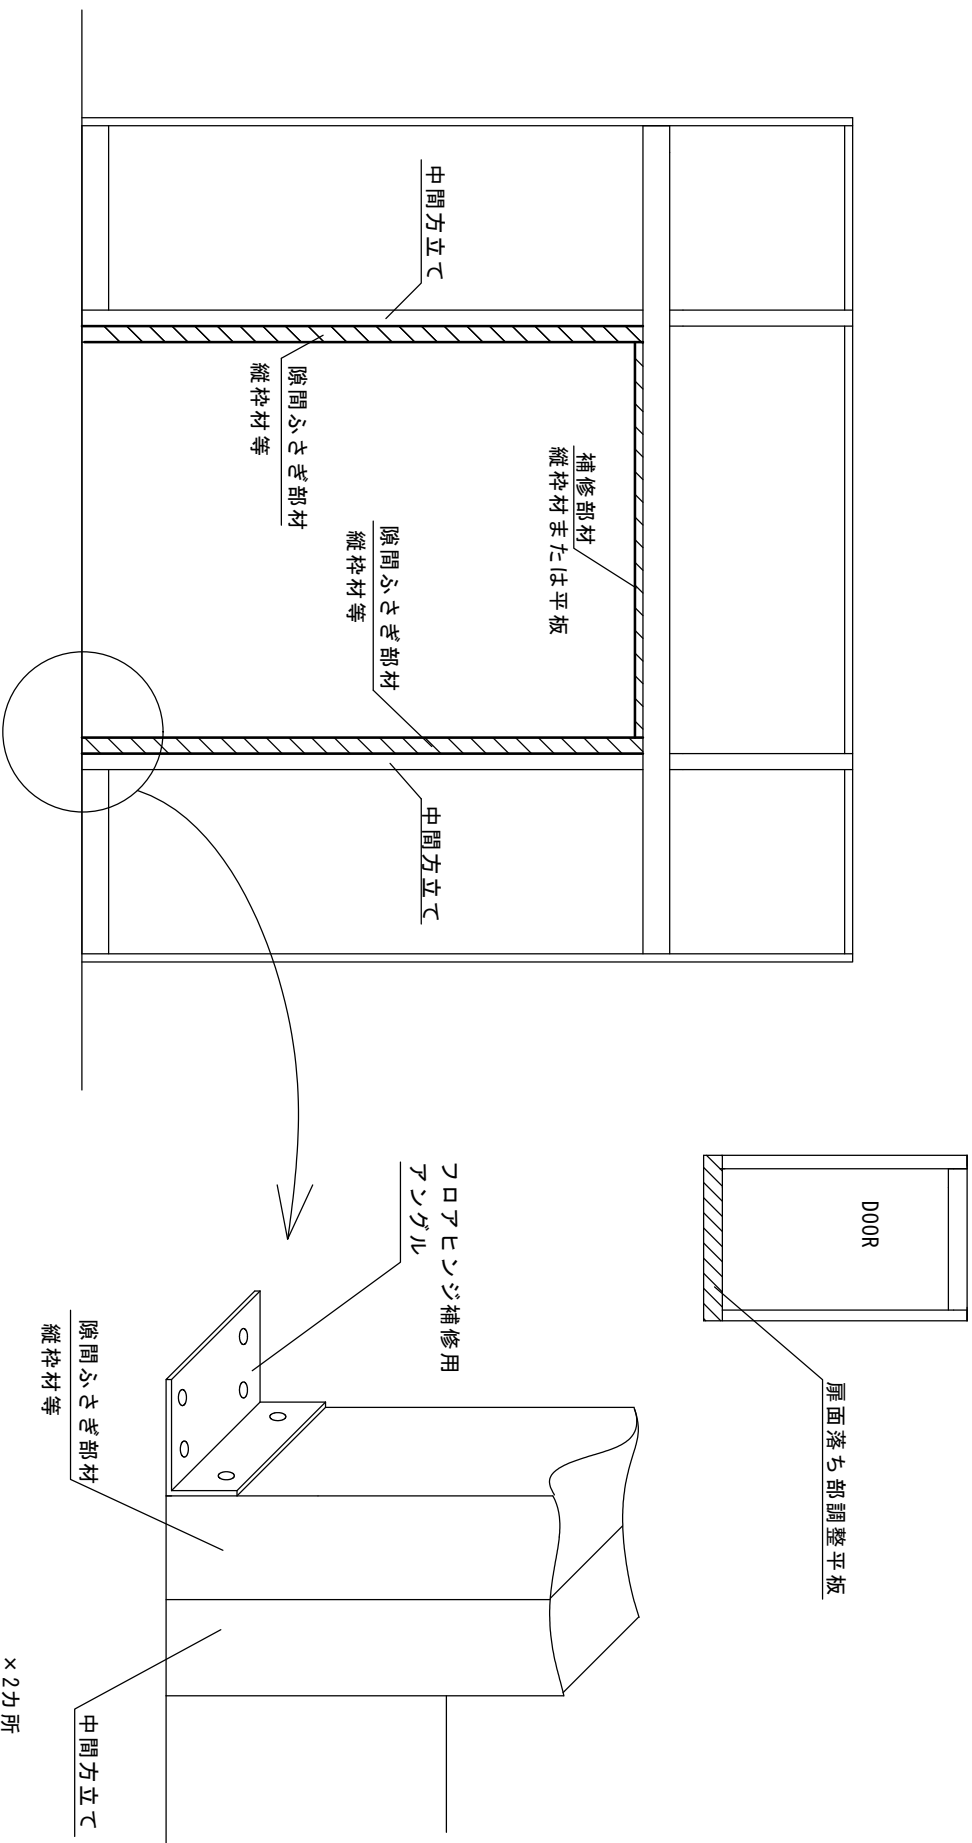 中間方立て
隙間ふさぎ部材
縦枠材等
補修部材
縦枠材または平板
隙間ふさぎ部材
縦枠材等
中間方立て
DOOR
扉面落ち部調整平板
フロアヒンジ補修用
アングル
隙間ふさぎ部材
縦枠材等
中間方立て
×2カ所